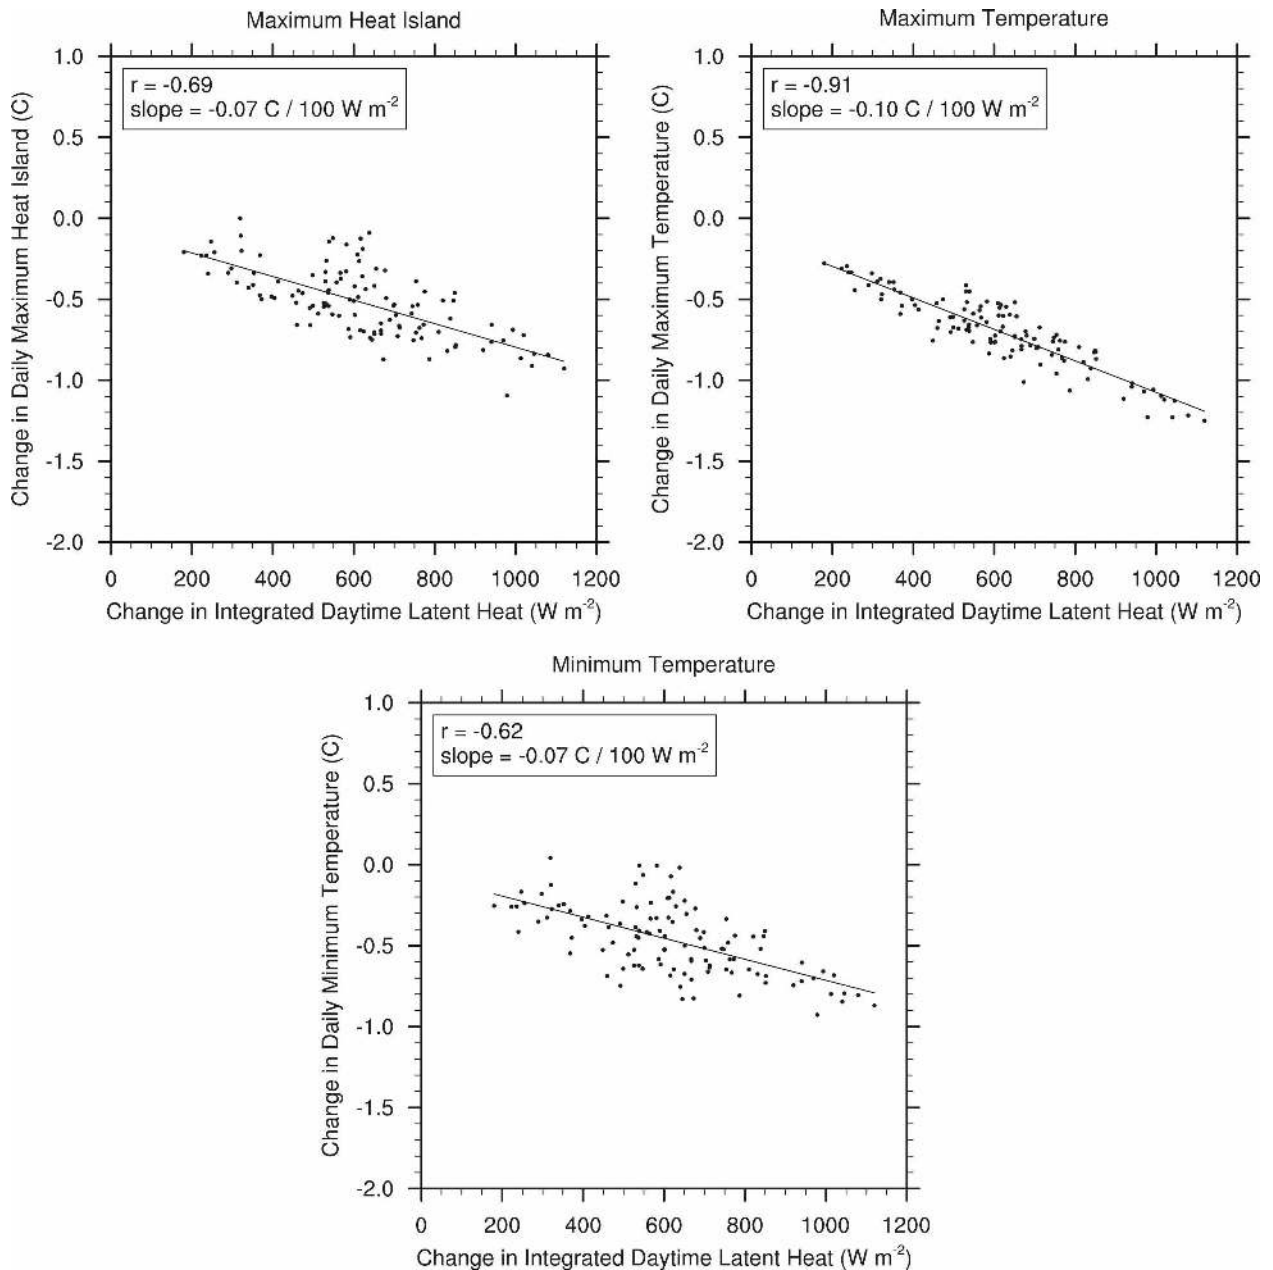 Maximum Heat Island
r = -0.69
slope = -0.07 C / 100 W m-2
Change in Daily Maximum Heat Island (C)
1.0
0.5
0.0
-0.5
-1.0
-1.5
-2.0
0 200 400 600 800 1000 1200
Change in Integrated Daytime Latent Heat (W m-2)
Maximum Temperature
r = -0.91
slope = -0.10 C / 100 W m-2
Change in Daily Maximum Temperature (C)
1.0
0.5
0.0
-0.5
-1.0
-1.5
-2.0
0 200 400 600 800 1000 1200
Change in Integrated Daytime Latent Heat (W m-2)
Minimum Temperature
r = -0.62
slope = -0.07 C / 100 W m-2
Change in Daily Minimum Temperature (C)
1.0
0.5
0.0
-0.5
-1.0
-1.5
-2.0
0 200 400 600 800 1000 1200
Change in Integrated Daytime Latent Heat (W m-2)